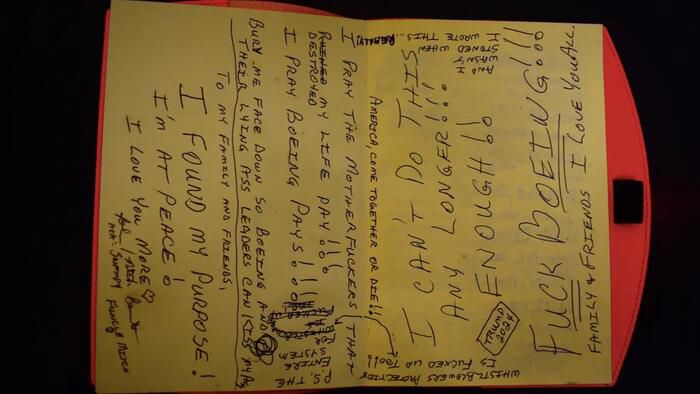 I CAN'T DO THIS
ANY LONGER!!!
ENOUGH!!
FUCK BOEING!!!
FAMILY & FRIENDS I LOVE YOU ALL.
TRUMP
2024
I WROTE THIS...
STONED WHEN
WASN'T
AND
REALLY!
AMERICA, COME TOGETHER OR DIE!!
WHISTLEBLOWERS PROTECTION
IS FUCKED UP TOO!!
I PRAY THE MOTHERFUCKERS THAT
DESTROYED MY LIFE PAY!!!
I PRAY BOEING PAYS!!!
P.S. THE
ENTIRE
SYSTEM
FOR
BURY ME FACE DOWN SO BOEING AND
THEIR LYING ASS LEADERS CAN KISS MY ASS
TO MY FAMILY AND FRIENDS,
I FOUND MY PURPOSE!
I'M AT PEACE!
I LOVE YOU MORE♡